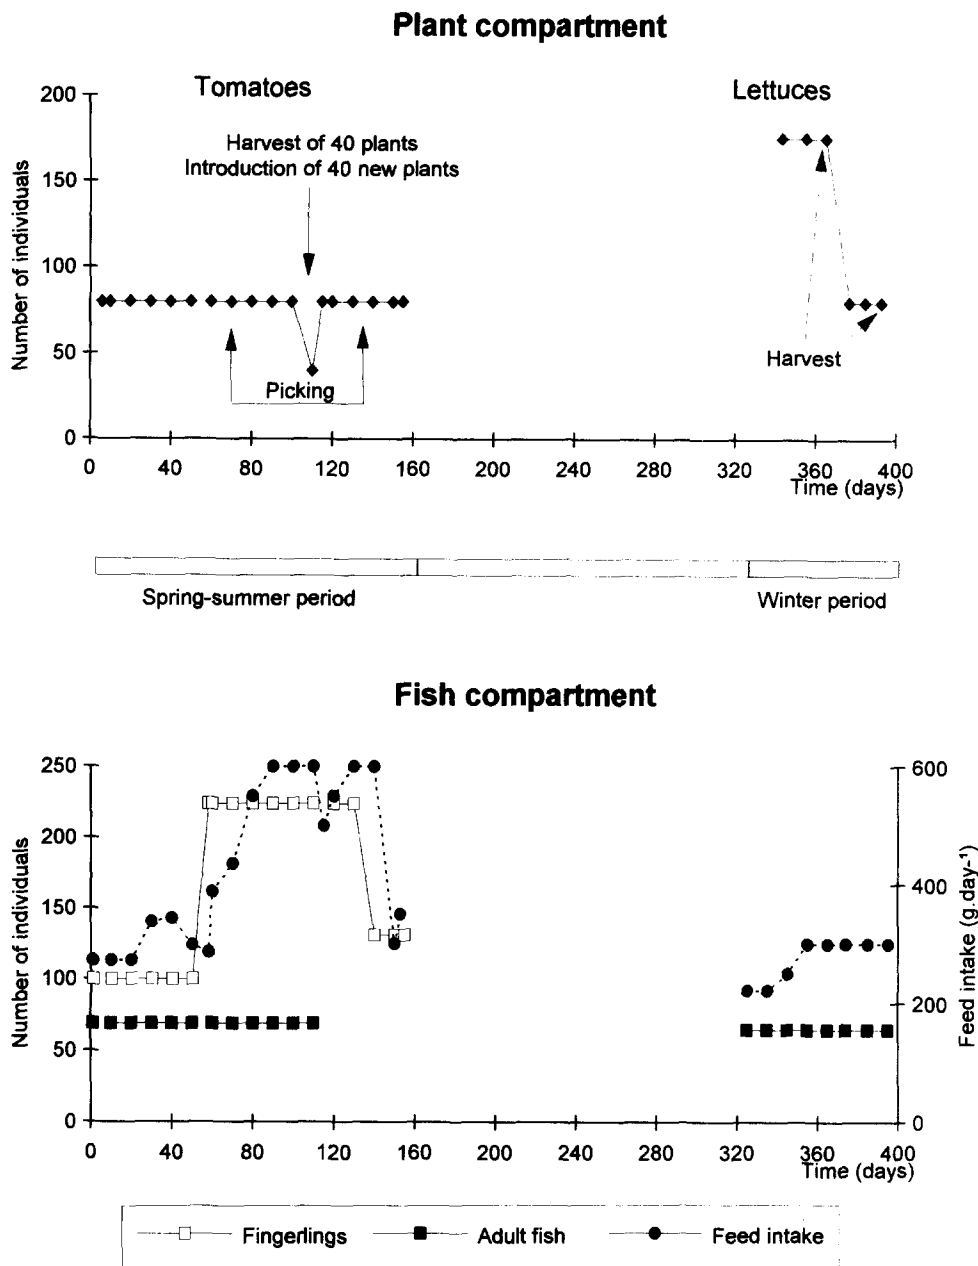 Plant compartment
Tomatoes
Lettuces
Harvest of 40 plants
Introduction of 40 new plants
Number of individuals
200
150
100
50
0
Picking
Harvest
0 40 80 120 160 200 240 280 320 360 400
Time (days)
Spring-summer period
Winter period
Fish compartment
Number of individuals
250
200
150
100
50
0
600
400
200
0
Feed intake (g.day-¹)
0 40 80 120 160 200 240 280 320 360 400
Time (days)
Fingerlings Adult fish Feed intake